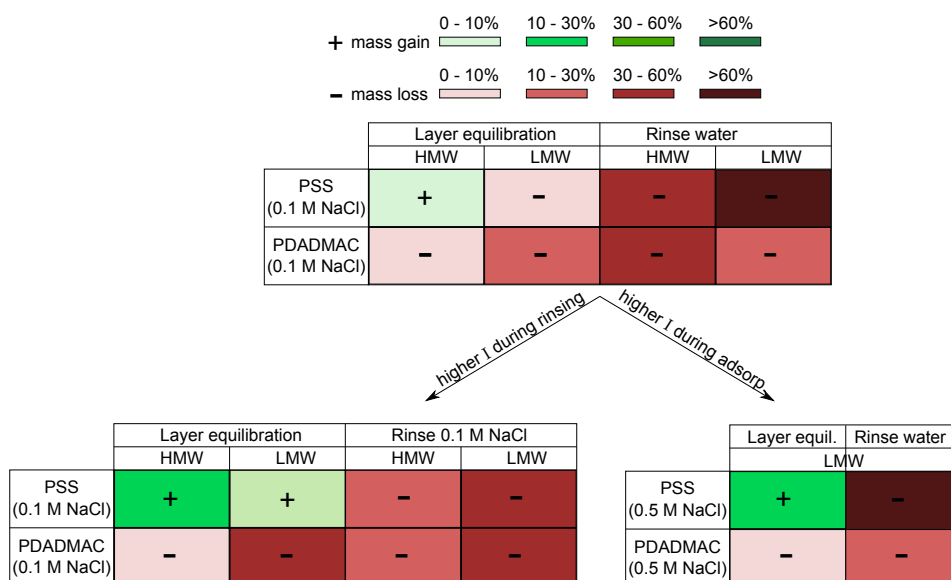 0 - 10% 10 - 30% 30 - 60% >60%
+ mass gain
0 - 10% 10 - 30% 30 - 60% >60%
- mass loss
Layer equilibration Rinse water
HMW LMW HMW LMW
PSS
(0.1 M NaCl)
+ - - -
PDADMAC
(0.1 M NaCl)
- - - -
higher I during rinsing
higher I during adsorp.
Layer equilibration Rinse 0.1 M NaCl
HMW LMW HMW LMW
PSS
(0.1 M NaCl)
+ + - -
PDADMAC
(0.1 M NaCl)
- - - -
Layer equil. Rinse water
LMW
PSS
(0.5 M NaCl)
+ -
PDADMAC
(0.5 M NaCl)
- -